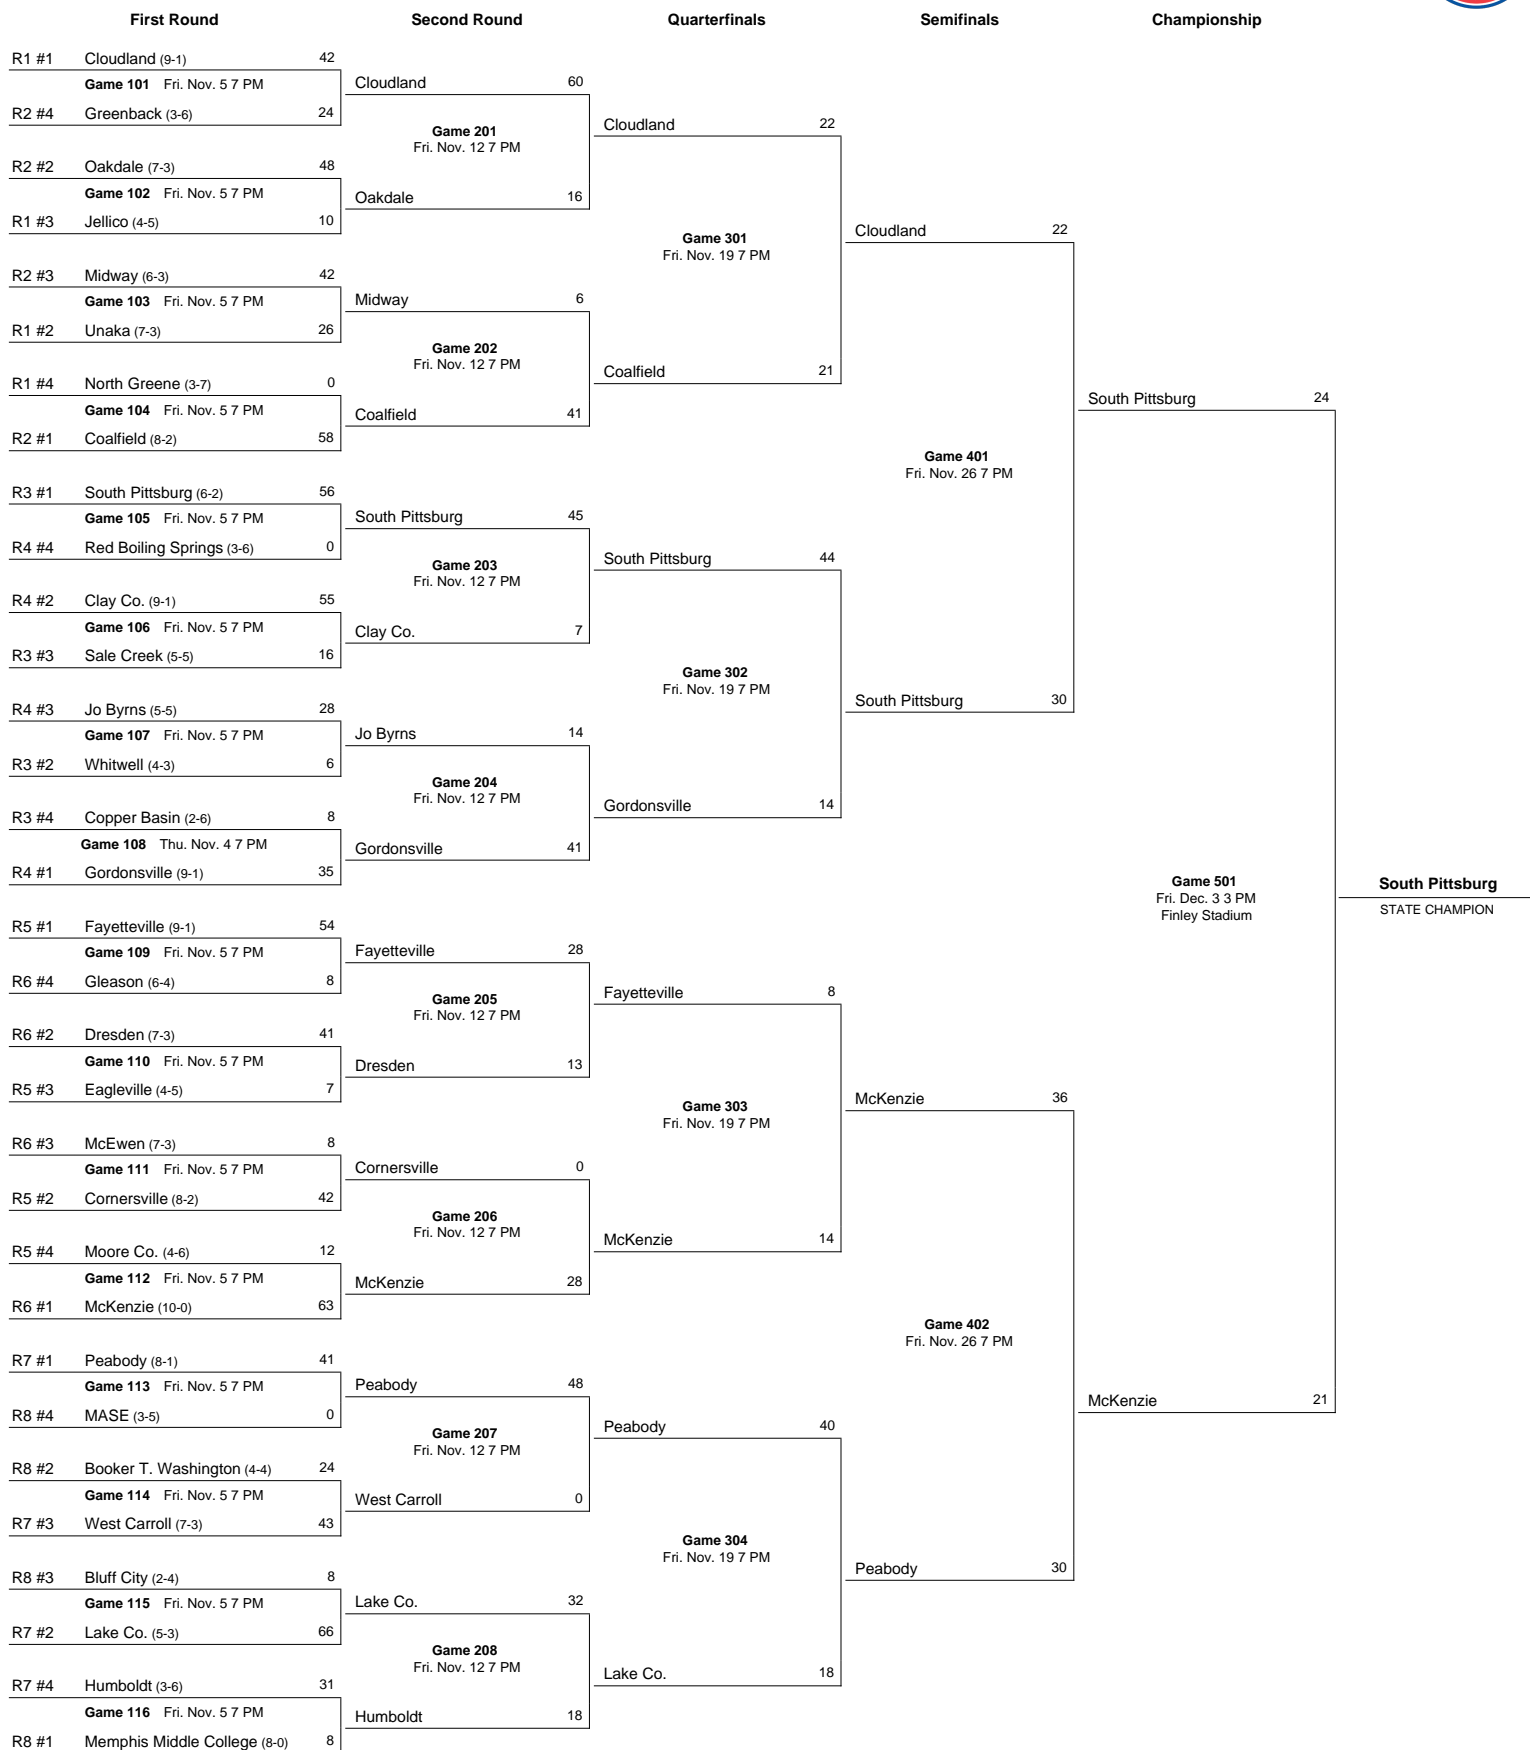 First Round Second Round Quarterfinals Semifinals Championship
R1 #1 Cloudland (9-1) 42
Game 101 Fri. Nov. 5 7 PM
R2 #4 Greenback (3-6) 24
R2 #2 Oakdale (7-3) 48
Game 102 Fri. Nov. 5 7 PM
R1 #3 Jellico (4-5) 10
R2 #3 Midway (6-3) 42
Game 103 Fri. Nov. 5 7 PM
R1 #2 Unaka (7-3) 26
R1 #4 North Greene (3-7) 0
Game 104 Fri. Nov. 5 7 PM
R2 #1 Coalfield (8-2) 58
R3 #1 South Pittsburg (6-2) 56
Game 105 Fri. Nov. 5 7 PM
R4 #4 Red Boiling Springs (3-6) 0
R4 #2 Clay Co. (9-1) 55
Game 106 Fri. Nov. 5 7 PM
R3 #3 Sale Creek (5-5) 16
R4 #3 Jo Byrns (5-5) 28
Game 107 Fri. Nov. 5 7 PM
R3 #2 Whitwell (4-3) 6
R3 #4 Copper Basin (2-6) 8
Game 108 Thu. Nov. 4 7 PM
R4 #1 Gordonsville (9-1) 35
R5 #1 Fayetteville (9-1) 54
Game 109 Fri. Nov. 5 7 PM
R6 #4 Gleason (6-4) 8
R6 #2 Dresden (7-3) 41
Game 110 Fri. Nov. 5 7 PM
R5 #3 Eagleville (4-5) 7
R6 #3 McEwen (7-3) 8
Game 111 Fri. Nov. 5 7 PM
R5 #2 Cornersville (8-2) 42
R5 #4 Moore Co. (4-6) 12
Game 112 Fri. Nov. 5 7 PM
R6 #1 McKenzie (10-0) 63
R7 #1 Peabody (8-1) 41
Game 113 Fri. Nov. 5 7 PM
R8 #4 MASE (3-5) 0
R8 #2 Booker T. Washington (4-4) 24
Game 114 Fri. Nov. 5 7 PM
R7 #3 West Carroll (7-3) 43
R8 #3 Bluff City (2-4) 8
Game 115 Fri. Nov. 5 7 PM
R7 #2 Lake Co. (5-3) 66
R7 #4 Humboldt (3-6) 31
Game 116 Fri. Nov. 5 7 PM
R8 #1 Memphis Middle College (8-0) 8
Cloudland 60
Game 201
Fri. Nov. 12 7 PM
Oakdale 16
Midway 6
Game 202
Fri. Nov. 12 7 PM
Coalfield 41
South Pittsburg 45
Game 203
Fri. Nov. 12 7 PM
Clay Co. 7
Jo Byrns 14
Game 204
Fri. Nov. 12 7 PM
Gordonsville 41
Fayetteville 28
Game 205
Fri. Nov. 12 7 PM
Dresden 13
Cornersville 0
Game 206
Fri. Nov. 12 7 PM
McKenzie 28
Peabody 48
Game 207
Fri. Nov. 12 7 PM
West Carroll 0
Lake Co. 32
Game 208
Fri. Nov. 12 7 PM
Humboldt 18
Cloudland 22
Game 301
Fri. Nov. 19 7 PM
Coalfield 21
South Pittsburg 44
Game 302
Fri. Nov. 19 7 PM
Gordonsville 14
Fayetteville 8
Game 303
Fri. Nov. 19 7 PM
McKenzie 14
Peabody 40
Game 304
Fri. Nov. 19 7 PM
Lake Co. 18
Cloudland 22
Game 401
Fri. Nov. 26 7 PM
South Pittsburg 30
McKenzie 36
Game 402
Fri. Nov. 26 7 PM
Peabody 30
South Pittsburg 24
Game 501
Fri. Dec. 3 3 PM
Finley Stadium
McKenzie 21
South Pittsburg
STATE CHAMPION